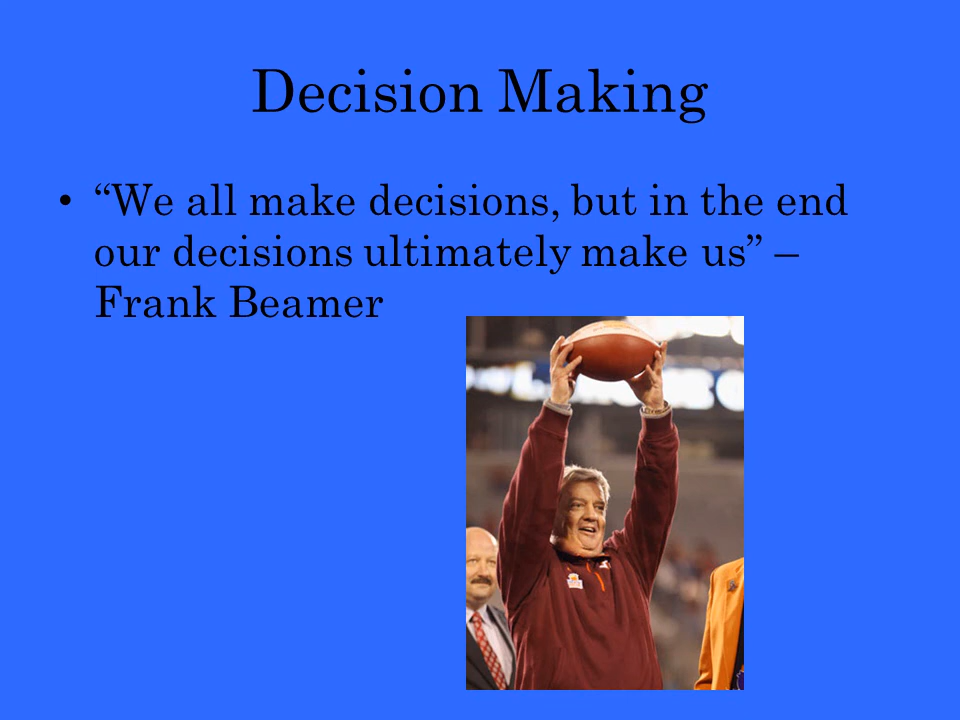 Decision Making
• “We all make decisions, but in the end
our decisions ultimately make us” –
Frank Beamer